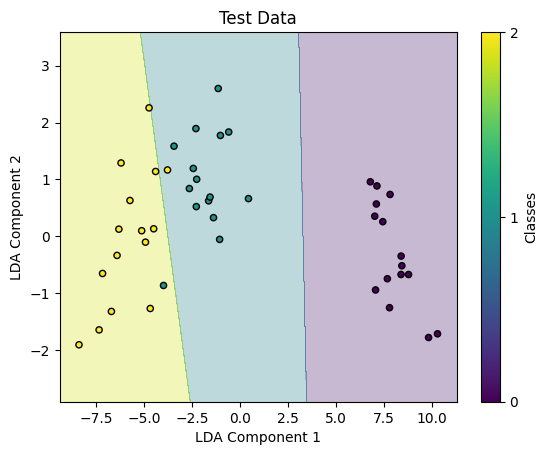 Test Data
LDA Component 2
3
2
1
0
−1
−2
−7.5 −5.0 −2.5 0.0 2.5 5.0 7.5 10.0
LDA Component 1
2
1
0
Classes